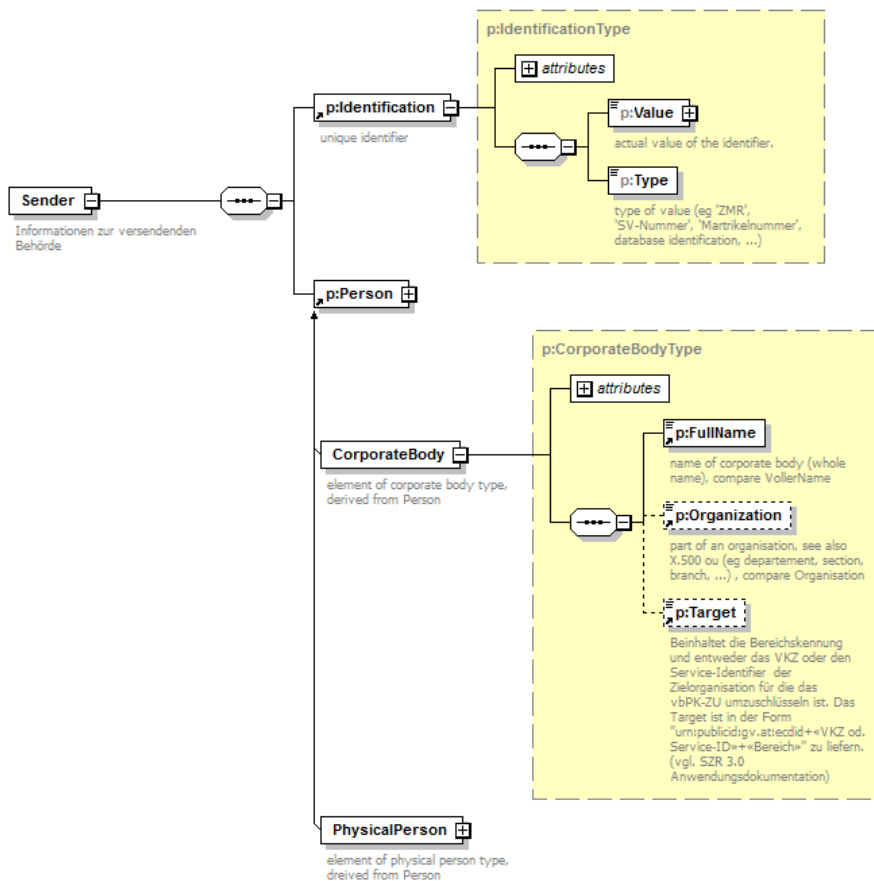 p:IdentificationType
attributes
p:Identification
unique identifier
p:Value
actual value of the identifier.
p:Type
type of value (eg 'ZMR',
'SV-Nummer', 'Martrikelnummer',
database identification, ...)
Sender
Informationen zur versendenden
Behörde
p:Person
p:CorporateBodyType
attributes
CorporateBody
element of corporate body type,
derived from Person
p:FullName
name of corporate body (whole
name), compare VollerName
p:Organization
part of an organisation, see also
X.500 ou (eg departement, section,
branch, ...) , compare Organisation
p:Target
Beinhaltet die Bereichskennung
und entweder das VKZ oder den
Service-Identifier der
Zielorganisation für die das
vbPK-ZU umzuschlüsseln ist. Das
Target ist in der Form
"urn:publicid:gv.at:ecdid+«VKZ od.
Service-ID»+«Bereich»" zu liefern.
(vgl. SZR 3.0
Anwendungsdokumentation)
PhysicalPerson
element of physical person type,
dreived from Person